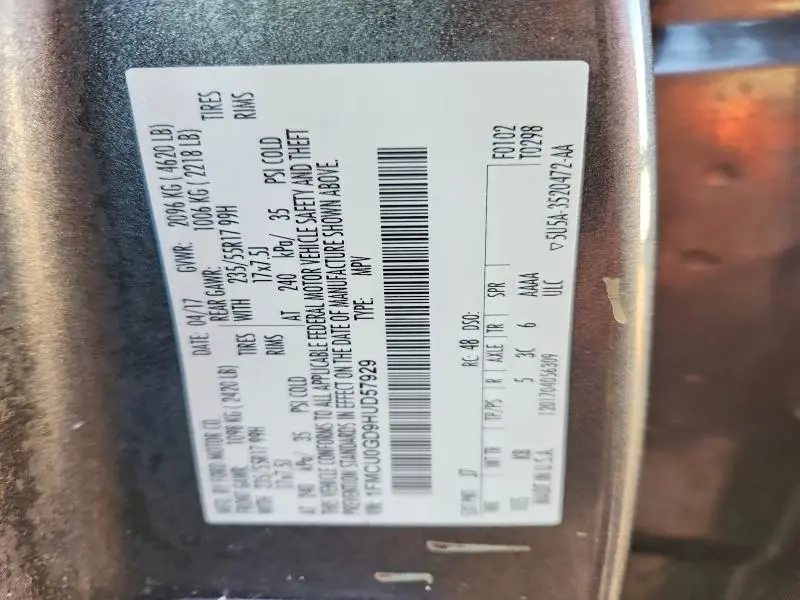 MFD. BY FORD MOTOR CO.
DATE: 04/17 GVWR: 2096 KG ( 4620 LB)
FRONT GAWR: 1098 KG ( 2420 LB) REAR GAWR: 1006 KG ( 2218 LB)
WITH 235/55R17 99H TIRES WITH 235/55R17 99H TIRES
17x7.5J RIMS 17x7.5J RIMS
AT 240 kPa/ 35 PSI COLD AT 240 kPa/ 35 PSI COLD
THIS VEHICLE CONFORMS TO ALL APPLICABLE FEDERAL MOTOR VEHICLE SAFETY AND THEFT
PREVENTION STANDARDS IN EFFECT ON THE DATE OF MANUFACTURE SHOWN ABOVE.
VIN: 1FMCU0GD9HUD57929 TYPE: MPV
EXT PNT: J7 RC: 48 DSO: F0102
T0298
INT TR TP/PS R AXLE TR SPR
KB 5 3C 6 AAAA
ULC
MADE IN U.S.A. 12017040056309 ▽5U5A-3520472-AA